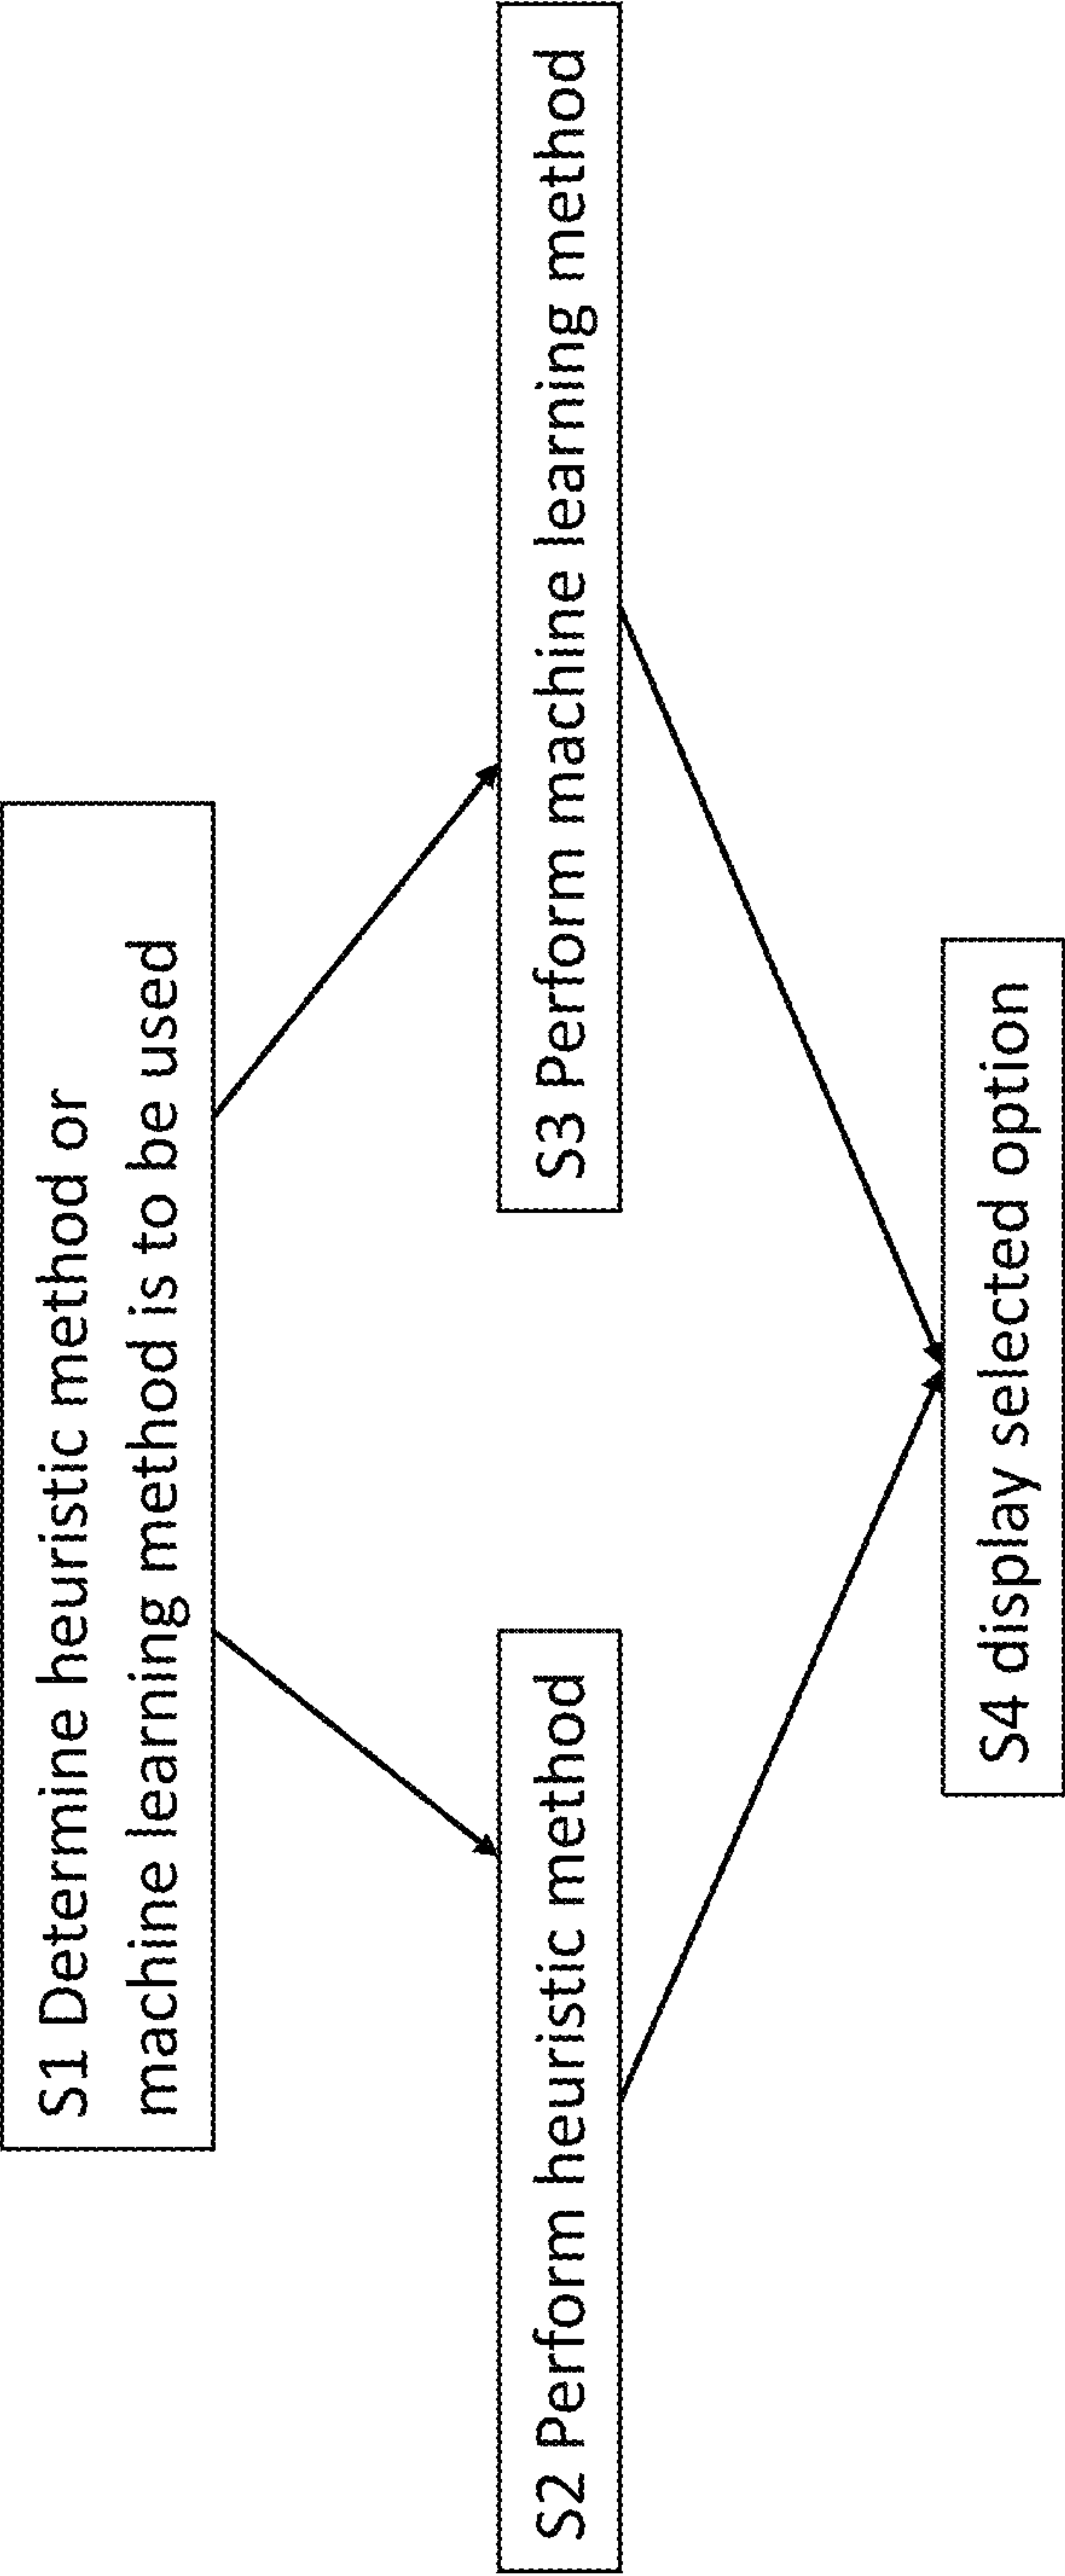 S1 Determine heuristic method or
machine learning method is to be used
S2 Perform heuristic method
S3 Perform machine learning method
S4 display selected option